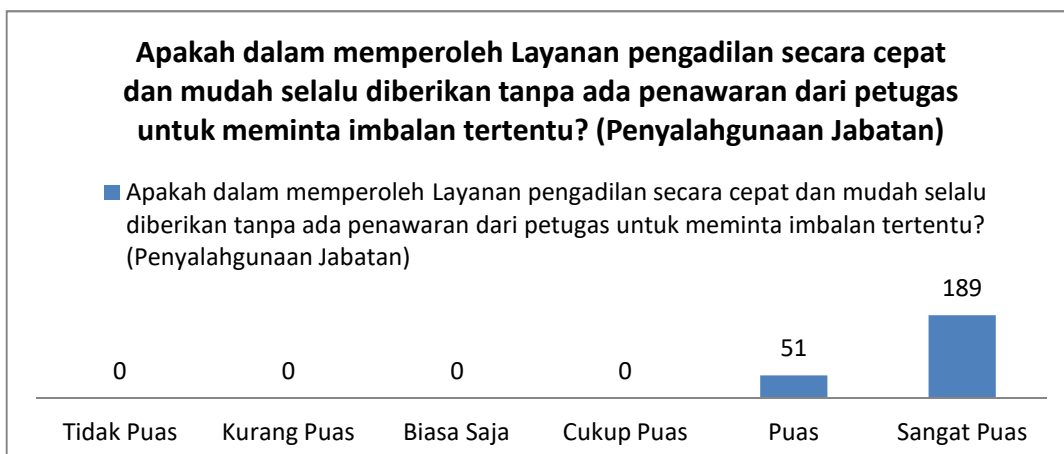 Apakah dalam memperoleh Layanan pengadilan secara cepat
dan mudah selalu diberikan tanpa ada penawaran dari petugas
untuk meminta imbalan tertentu? (Penyalahgunaan Jabatan)
Apakah dalam memperoleh Layanan pengadilan secara cepat dan mudah selalu
diberikan tanpa ada penawaran dari petugas untuk meminta imbalan tertentu?
(Penyalahgunaan Jabatan)
0 0 0 0 51 189
Tidak Puas Kurang Puas Biasa Saja Cukup Puas Puas Sangat Puas